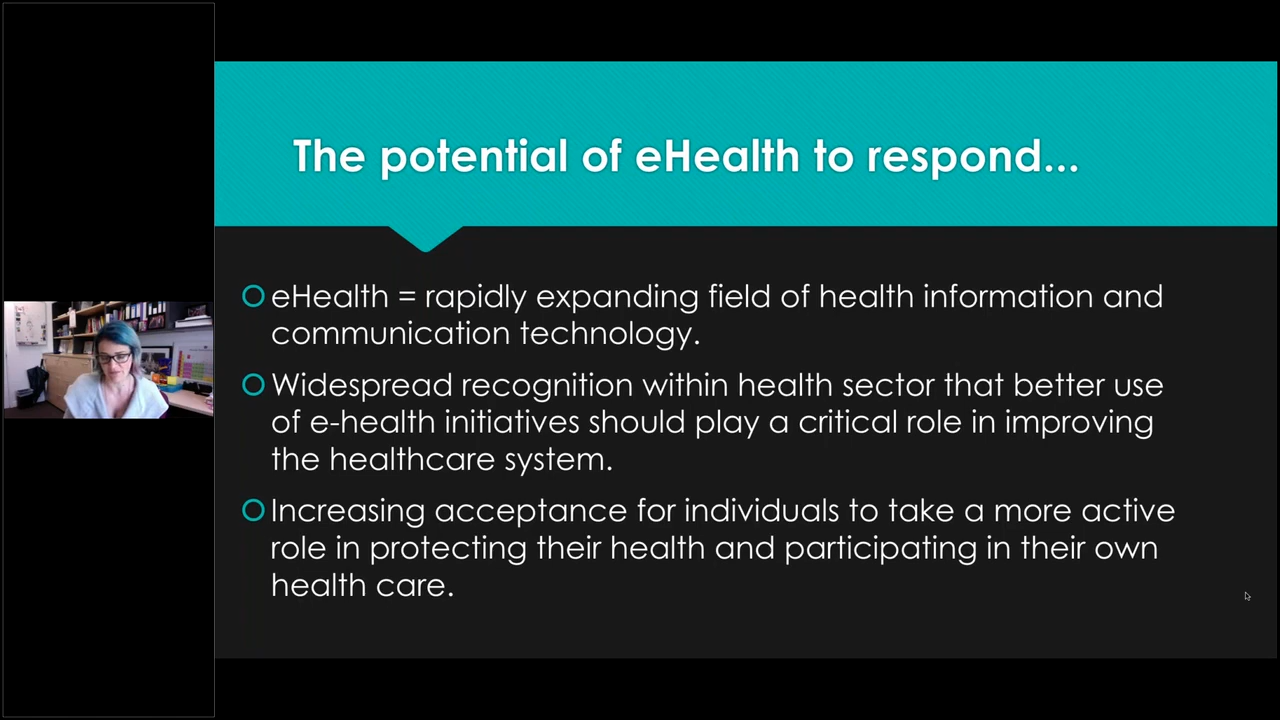 The potential of eHealth to respond...
eHealth = rapidly expanding field of health information and
communication technology.
Widespread recognition within health sector that better use
of e-health initiatives should play a critical role in improving
the healthcare system.
Increasing acceptance for individuals to take a more active
role in protecting their health and participating in their own
health care.